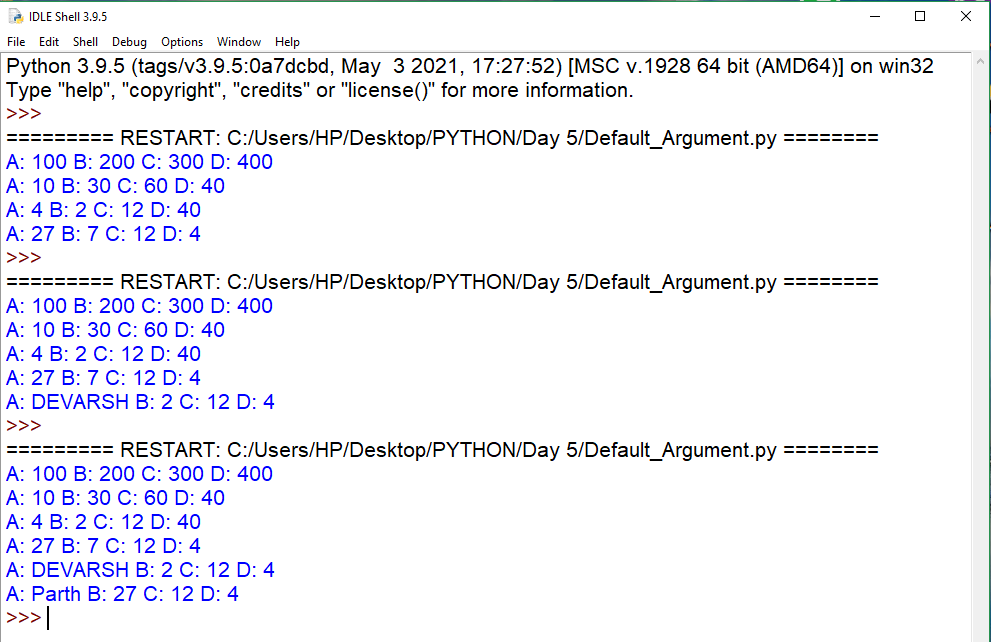 IDLE Shell 3.9.5
File Edit Shell Debug Options Window Help
Python 3.9.5 (tags/v3.9.5:0a7dcbd, May  3 2021, 17:27:52) [MSC v.1928 64 bit (AMD64)] on win32
Type "help", "copyright", "credits" or "license()" for more information.
>>>
========= RESTART: C:/Users/HP/Desktop/PYTHON/Day 5/Default_Argument.py ========
A: 100 B: 200 C: 300 D: 400
A: 10 B: 30 C: 60 D: 40
A: 4 B: 2 C: 12 D: 40
A: 27 B: 7 C: 12 D: 4
>>>
========= RESTART: C:/Users/HP/Desktop/PYTHON/Day 5/Default_Argument.py ========
A: 100 B: 200 C: 300 D: 400
A: 10 B: 30 C: 60 D: 40
A: 4 B: 2 C: 12 D: 40
A: 27 B: 7 C: 12 D: 4
A: DEVARSH B: 2 C: 12 D: 4
>>>
========= RESTART: C:/Users/HP/Desktop/PYTHON/Day 5/Default_Argument.py ========
A: 100 B: 200 C: 300 D: 400
A: 10 B: 30 C: 60 D: 40
A: 4 B: 2 C: 12 D: 40
A: 27 B: 7 C: 12 D: 4
A: DEVARSH B: 2 C: 12 D: 4
A: Parth B: 27 C: 12 D: 4
>>>